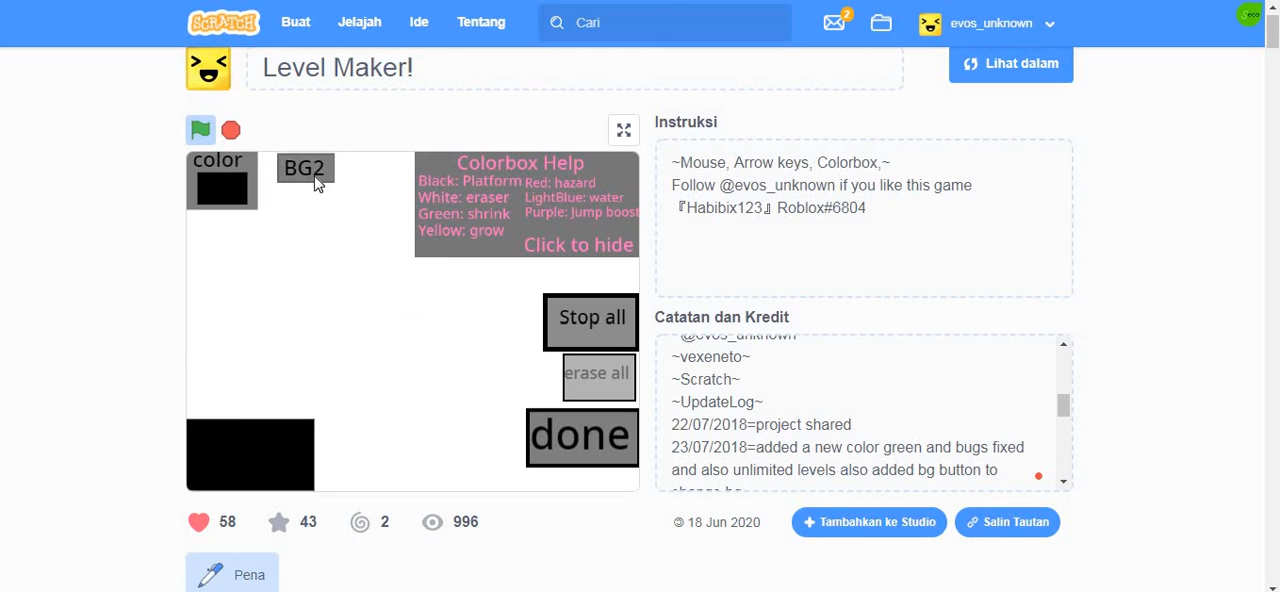 SCRATCH
Buat
Jelajah
Ide
Tentang
Cari
2
evos_unknown
Seco
Level Maker!
Lihat dalam
color
BG2
Colorbox Help
Black: Platform
Red: hazard
White: eraser
LightBlue: water
Green: shrink
Purple: Jump boost
Yellow: grow
Click to hide
Stop all
erase all
done
Instruksi
~Mouse, Arrow keys, Colorbox,~
Follow @evos_unknown if you like this game
『Habibix123』Roblox#6804
Catatan dan Kredit
~@evos_unknown~
~vexeneto~
~Scratch~
~UpdateLog~
22/07/2018=project shared
23/07/2018=added a new color green and bugs fixed
and also unlimited levels also added bg button to
change bg
58
43
2
996
18 Jun 2020
Tambahkan ke Studio
Salin Tautan
Pena